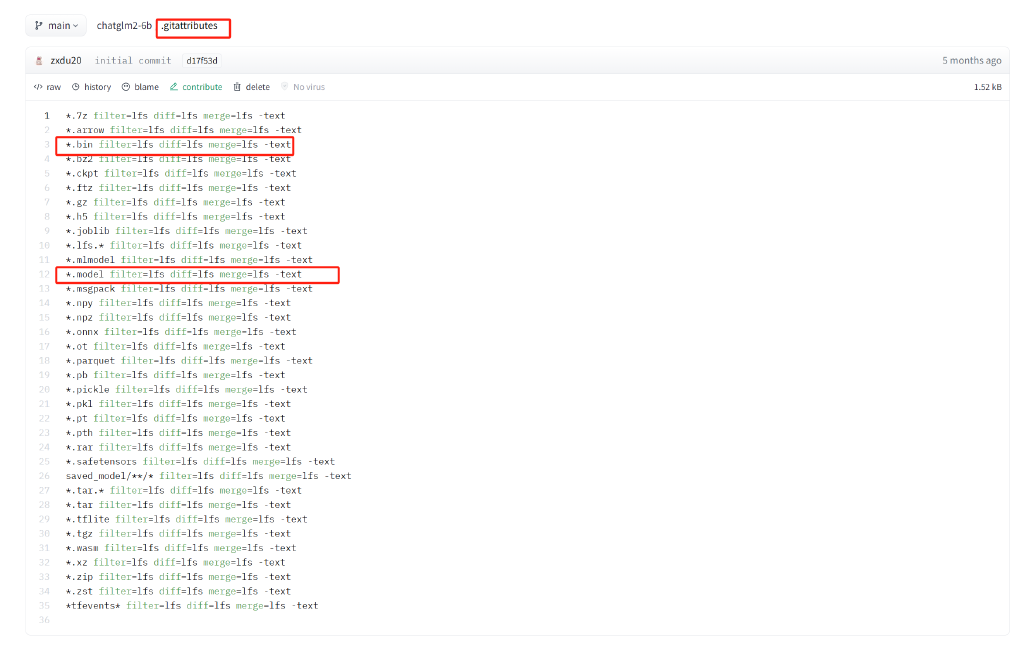 main chatglm2-6b .gitattributes
zxdu20 initial commit d17f53d 5 months ago
</> raw history blame contribute delete No virus 1.52 kB
1 *.7z filter=lfs diff=lfs merge=lfs -text
2 *.arrow filter=lfs diff=lfs merge=lfs -text
3 *.bin filter=lfs diff=lfs merge=lfs -text
4 *.bz2 filter=lfs diff=lfs merge=lfs -text
5 *.ckpt filter=lfs diff=lfs merge=lfs -text
6 *.ftz filter=lfs diff=lfs merge=lfs -text
7 *.gz filter=lfs diff=lfs merge=lfs -text
8 *.h5 filter=lfs diff=lfs merge=lfs -text
9 *.joblib filter=lfs diff=lfs merge=lfs -text
10 *.lfs.* filter=lfs diff=lfs merge=lfs -text
11 *.mlmodel filter=lfs diff=lfs merge=lfs -text
12 *.model filter=lfs diff=lfs merge=lfs -text
13 *.msgpack filter=lfs diff=lfs merge=lfs -text
14 *.npy filter=lfs diff=lfs merge=lfs -text
15 *.npz filter=lfs diff=lfs merge=lfs -text
16 *.onnx filter=lfs diff=lfs merge=lfs -text
17 *.ot filter=lfs diff=lfs merge=lfs -text
18 *.parquet filter=lfs diff=lfs merge=lfs -text
19 *.pb filter=lfs diff=lfs merge=lfs -text
20 *.pickle filter=lfs diff=lfs merge=lfs -text
21 *.pkl filter=lfs diff=lfs merge=lfs -text
22 *.pt filter=lfs diff=lfs merge=lfs -text
23 *.pth filter=lfs diff=lfs merge=lfs -text
24 *.rar filter=lfs diff=lfs merge=lfs -text
25 *.safetensors filter=lfs diff=lfs merge=lfs -text
26 saved_model/**/* filter=lfs diff=lfs merge=lfs -text
27 *.tar.* filter=lfs diff=lfs merge=lfs -text
28 *.tar filter=lfs diff=lfs merge=lfs -text
29 *.tflite filter=lfs diff=lfs merge=lfs -text
30 *.tgz filter=lfs diff=lfs merge=lfs -text
31 *.wasm filter=lfs diff=lfs merge=lfs -text
32 *.xz filter=lfs diff=lfs merge=lfs -text
33 *.zip filter=lfs diff=lfs merge=lfs -text
34 *.zst filter=lfs diff=lfs merge=lfs -text
35 *tfevents* filter=lfs diff=lfs merge=lfs -text
36